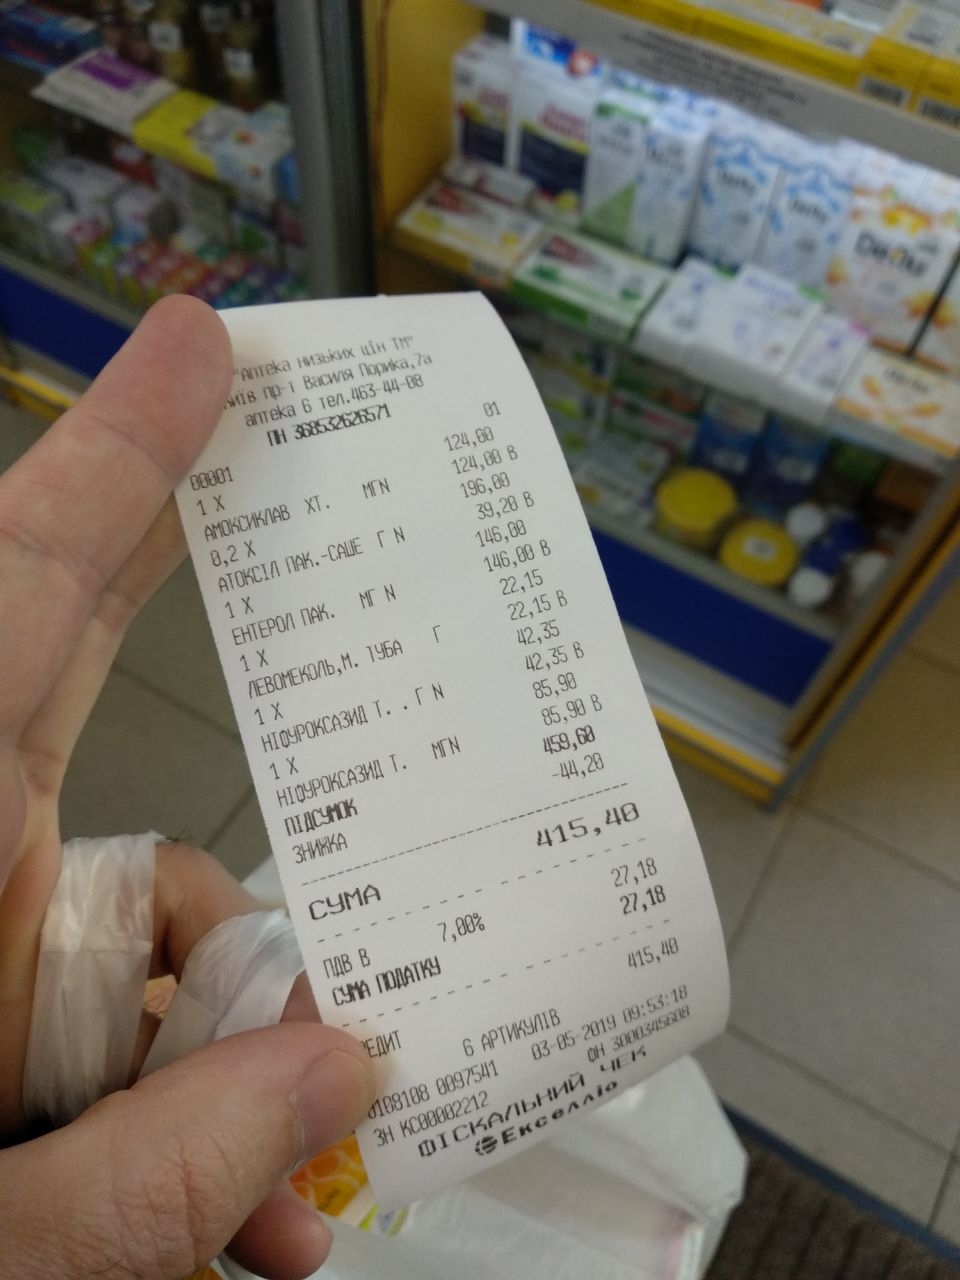 "Аптека низьких цін ТМ"
Київ пр-т Василя Порика,7а
аптека 6 тел.463-44-08
ПН 368532626571
00001 01
1 X 124,00
АМОКСИКЛАВ ХТ. МГN 124,00 В
0,2 X 196,00
АТОКСІЛ ПАК.-САШЕ Г N 39,20 В
1 X 146,00
ЕНТЕРОЛ ПАК. МГ N 146,00 В
1 X 22,15
ЛЕВОМЕКОЛЬ,М. ТУБА Г 22,15 В
1 X 42,35
НІФУРОКСАЗИД Т. . Г N 42,35 В
1 X 85,90
НІФУРОКСАЗИД Т. МГN 85,90 В
ПІДСУМОК 459,60
ЗНИЖКА -44,20
СУМА 415,40
ПДВ В 7,00% 27,18
СУМА ПОДАТКУ 27,18
РЕДИТ 415,40
6 АРТИКУЛІВ
0108108 0097541 03-05-2019 09:53:18
ЗН КС00002212 ФН 3000345608
ФІСКАЛЬНИЙ ЧЕК
Екселліо